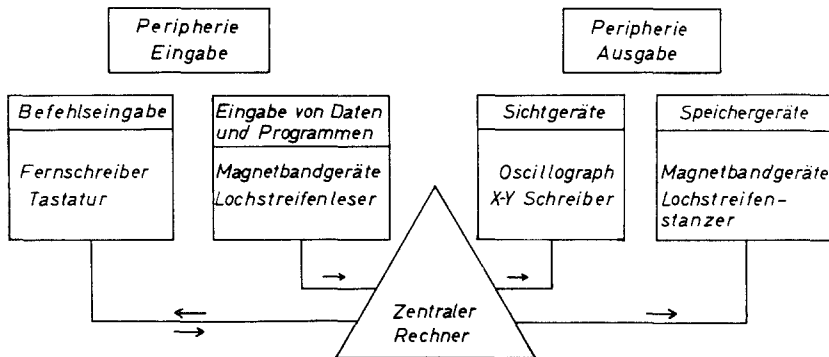 Peripherie
Eingabe
Peripherie
Ausgabe
Befehlseingabe
Fernschreiber
Tastatur
Eingabe von Daten
und Programmen
Magnetbandgeräte
Lochstreifenleser
Sichtgeräte
Oscillograph
X-Y Schreiber
Speichergeräte
Magnetbandgeräte
Lochstreifen-
stanzer
Zentraler
Rechner